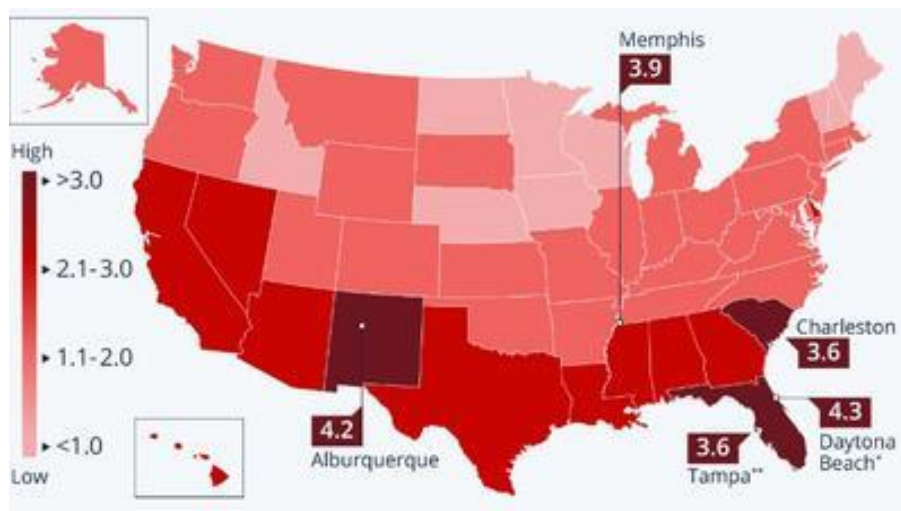 Memphis
3.9
High
>3.0
2.1-3.0
1.1-2.0
<1.0
Low
Charleston
3.6
4.2
Alburquerque
4.3
Daytona
Beach*
3.6
Tampa**